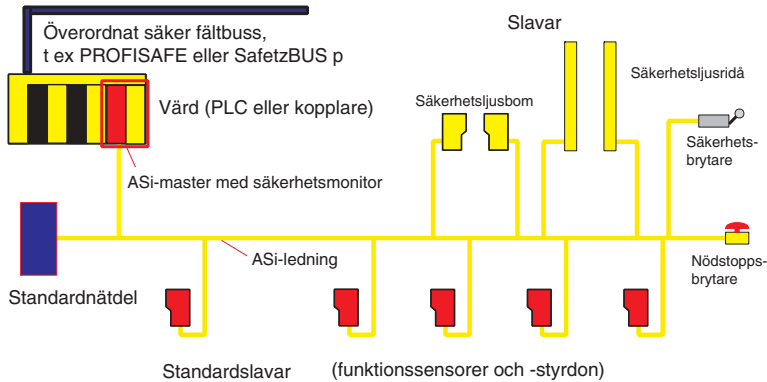 Överordnat säker fältbuss,
t ex PROFISAFE eller SafetzBUS p
Slavar
Säkerhetsljusridå
Säkerhetsljusbom
Värd (PLC eller kopplare)
Säkerhets-
brytare
ASi-master med säkerhetsmonitor
ASi-ledning
Nödstopps-
brytare
Standardnätdel
Standardslavar
(funktionssensorer och -styrdon)